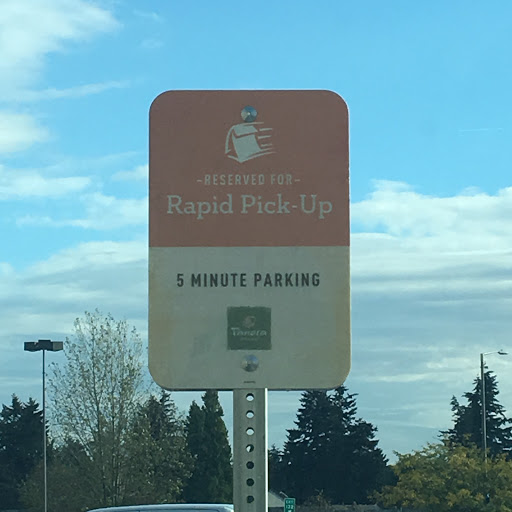 -RESERVED FOR-
Rapid Pick-Up
5 MINUTE PARKING
Panera